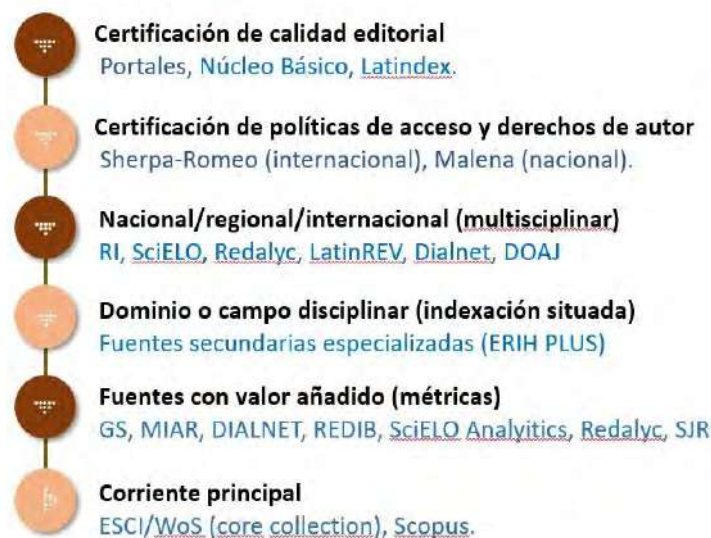 Certificación de calidad editorial
Portales, Núcleo Básico, Latindex.
Certificación de políticas de acceso y derechos de autor
Sherpa-Romeo (internacional), Malena (nacional).
Nacional/regional/internacional (multisciplinar)
RI, SciELO, Redalyc, LatinREV, Dialnet, DOAJ
Dominio o campo disciplinar (indexación situada)
Fuentes secundarias especializadas (ERIH PLUS)
Fuentes con valor añadido (métricas)
GS, MIAR, DIALNET, REDIB, SciELO Analyitics, Redalyc, SJR
Corriente principal
ESCI/WoS (core collection), Scopus.